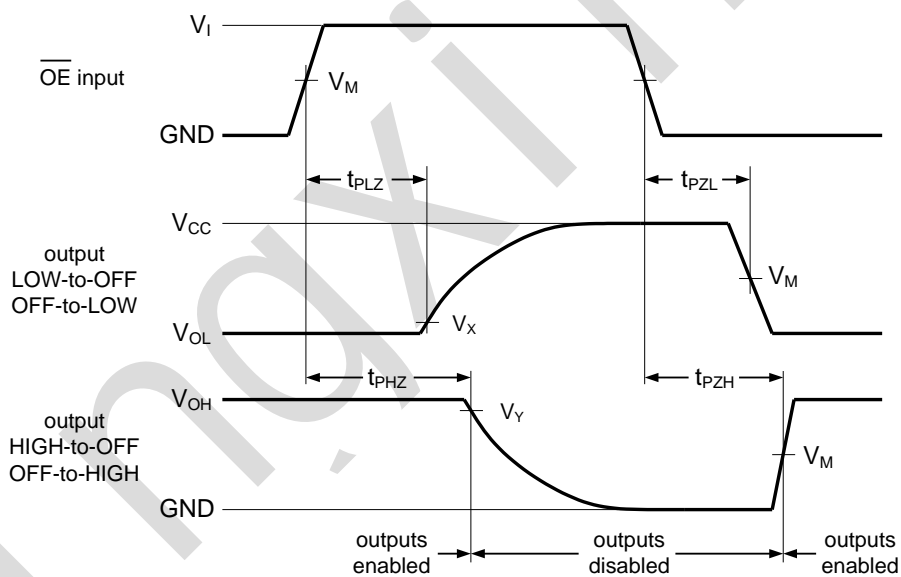 V_I
OE input
V_M
GND
t_PLZ
t_PZL
V_CC
output
LOW-to-OFF
OFF-to-LOW
V_M
V_X
V_OL
t_PHZ
t_PZH
V_OH
output
HIGH-to-OFF
OFF-to-HIGH
V_Y
V_M
GND
outputs
enabled
outputs
disabled
outputs
enabled